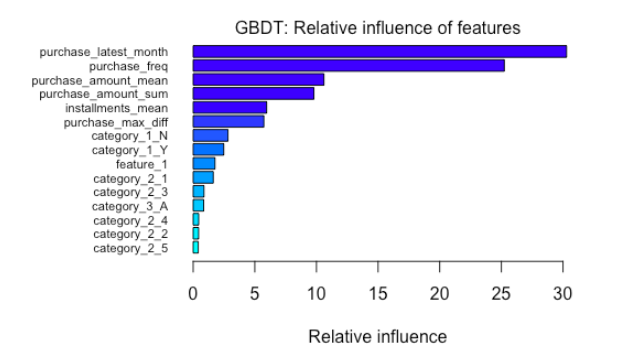 GBDT: Relative influence of features
purchase_latest_month
purchase_freq
purchase_amount_mean
purchase_amount_sum
installments_mean
purchase_max_diff
category_1_N
category_1_Y
feature_1
category_2_1
category_2_3
category_3_A
category_2_4
category_2_2
category_2_5
0 5 10 15 20 25 30
Relative influence